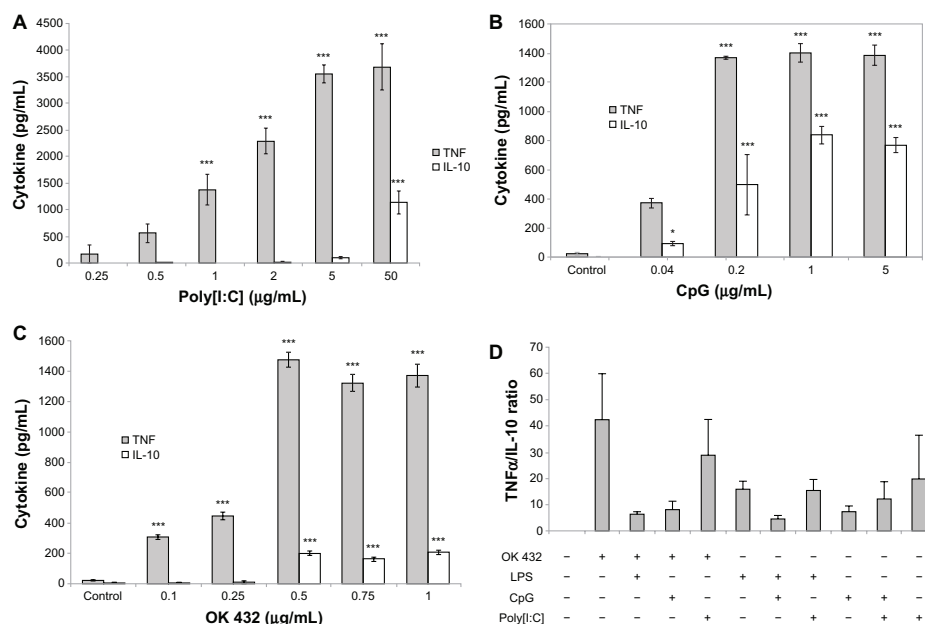 A
4500
4000
3500
3000
2500
2000
1500
1000
500
0
Cytokine (pg/mL)
***
***
***
***
***
TNF
IL-10
0.25 0.5 1 2 5 50
Poly[I:C] (μg/mL)
B
1600
1400
1200
1000
800
600
400
200
0
Cytokine (pg/mL)
*** *** ***
TNF
IL-10
*
***
***
***
Control 0.04 0.2 1 5
CpG (μg/mL)
C
1600
1400
1200
1000
800
600
400
200
0
Cytokine (pg/mL)
***
***
***
***
***
TNF
IL-10
***
***
***
Control 0.1 0.25 0.5 0.75 1
OK 432 (μg/mL)
D
70
60
50
40
30
20
10
0
TNFα/IL-10 ratio
OK 432 – + + + + – – – – – –
LPS – – + – – + + + – – –
CpG – – – + – – + – + + –
Poly[I:C] – – – – + – – + – + +